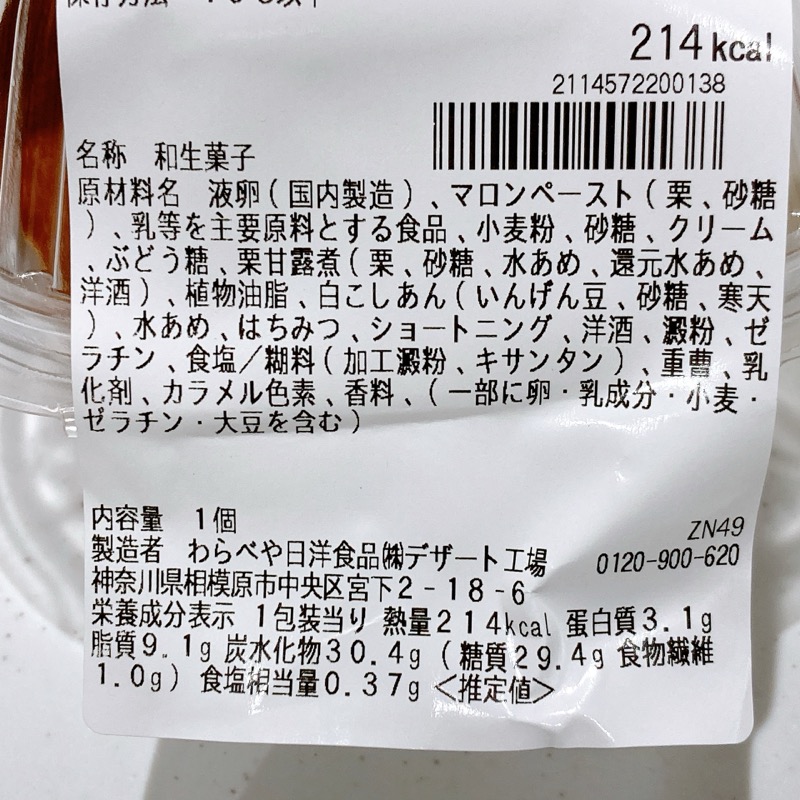 保存方法 10℃以下
214kcal
2114572200138
名称 和生菓子
原材料名 液卵(国内製造)、マロンペースト(栗、砂糖
)、乳等を主要原料とする食品、小麦粉、砂糖、クリーム
、ぶどう糖、栗甘露煮(栗、砂糖、水あめ、還元水あめ、
洋酒)、植物油脂、白こしあん(いんげん豆、砂糖、寒天
)、水あめ、はちみつ、ショートニング、洋酒、澱粉、ゼ
ラチン、食塩/糊料(加工澱粉、キサンタン)、重曹、乳
化剤、カラメル色素、香料、(一部に卵・乳成分・小麦・
ゼラチン・大豆を含む)
内容量 1個
ZN49
製造者 わらべや日洋食品㈱デザート工場
0120-900-620
神奈川県相模原市中央区宮下2-18-6
栄養成分表示 1包装当り 熱量214kcal 蛋白質3.1g
脂質9.1g 炭水化物30.4g(糖質29.4g 食物繊維
1.0g) 食塩相当量0.37g <推定値>